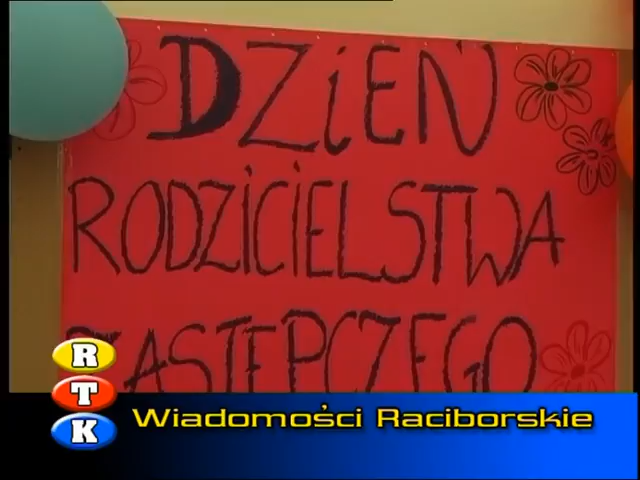 DZiEŃ
RODZiCiELSTWA
ZASTĘPCZEGO
R
T
K
Wiadomości Raciborskie